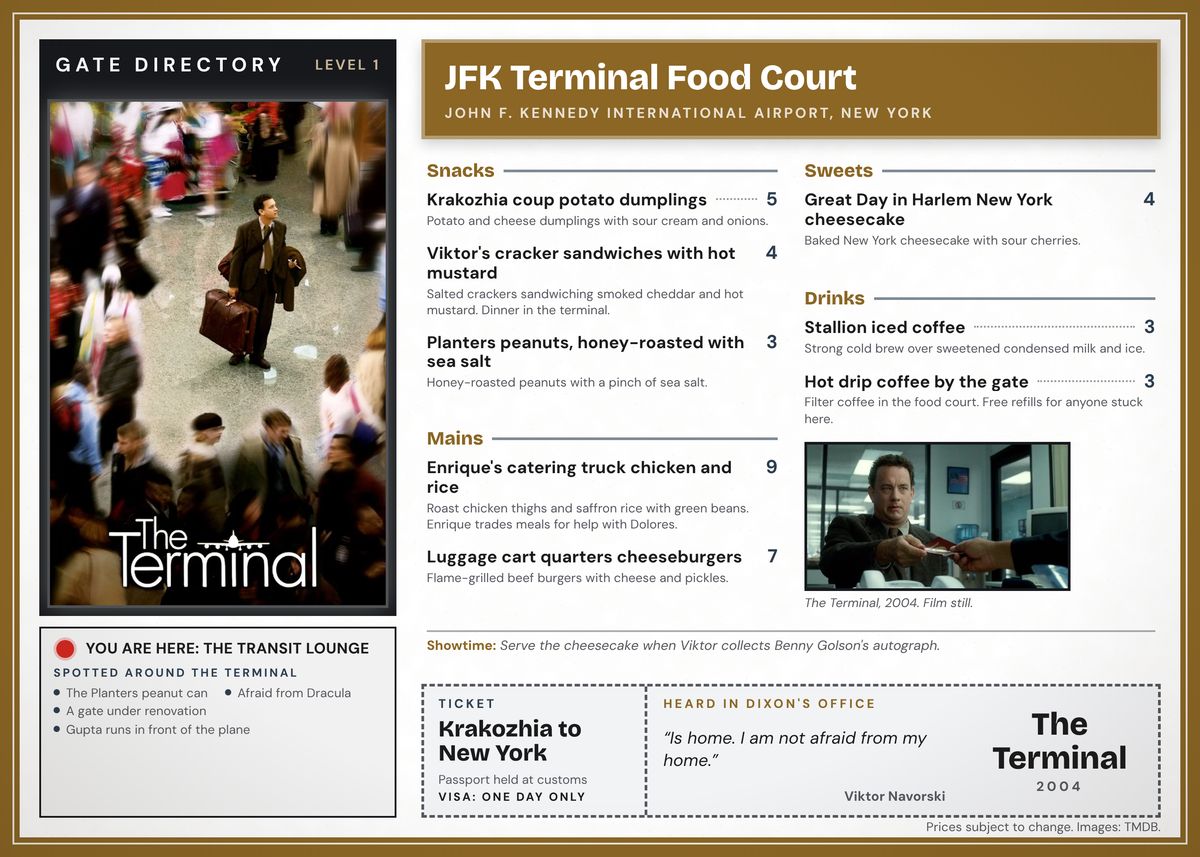 GATE DIRECTORY LEVEL 1
The
Terminal
YOU ARE HERE: THE TRANSIT LOUNGE
SPOTTED AROUND THE TERMINAL
The Planters peanut can
Afraid from Dracula
A gate under renovation
Gupta runs in front of the plane
JFK Terminal Food Court
JOHN F. KENNEDY INTERNATIONAL AIRPORT, NEW YORK
Snacks
Krakozhia coup potato dumplings 5
Potato and cheese dumplings with sour cream and onions.
Viktor's cracker sandwiches with hot 4
mustard
Salted crackers sandwiching smoked cheddar and hot
mustard. Dinner in the terminal.
Planters peanuts, honey-roasted with 3
sea salt
Honey-roasted peanuts with a pinch of sea salt.
Mains
Enrique's catering truck chicken and 9
rice
Roast chicken thighs and saffron rice with green beans.
Enrique trades meals for help with Dolores.
Luggage cart quarters cheeseburgers 7
Flame-grilled beef burgers with cheese and pickles.
Sweets
Great Day in Harlem New York 4
cheesecake
Baked New York cheesecake with sour cherries.
Drinks
Stallion iced coffee 3
Strong cold brew over sweetened condensed milk and ice.
Hot drip coffee by the gate 3
Filter coffee in the food court. Free refills for anyone stuck
here.
The Terminal, 2004. Film still.
Showtime: Serve the cheesecake when Viktor collects Benny Golson's autograph.
TICKET
Krakozhia to
New York
Passport held at customs
VISA: ONE DAY ONLY
HEARD IN DIXON'S OFFICE
“Is home. I am not afraid from my
home.”
Viktor Navorski
The
Terminal
2004
Prices subject to change. Images: TMDB.